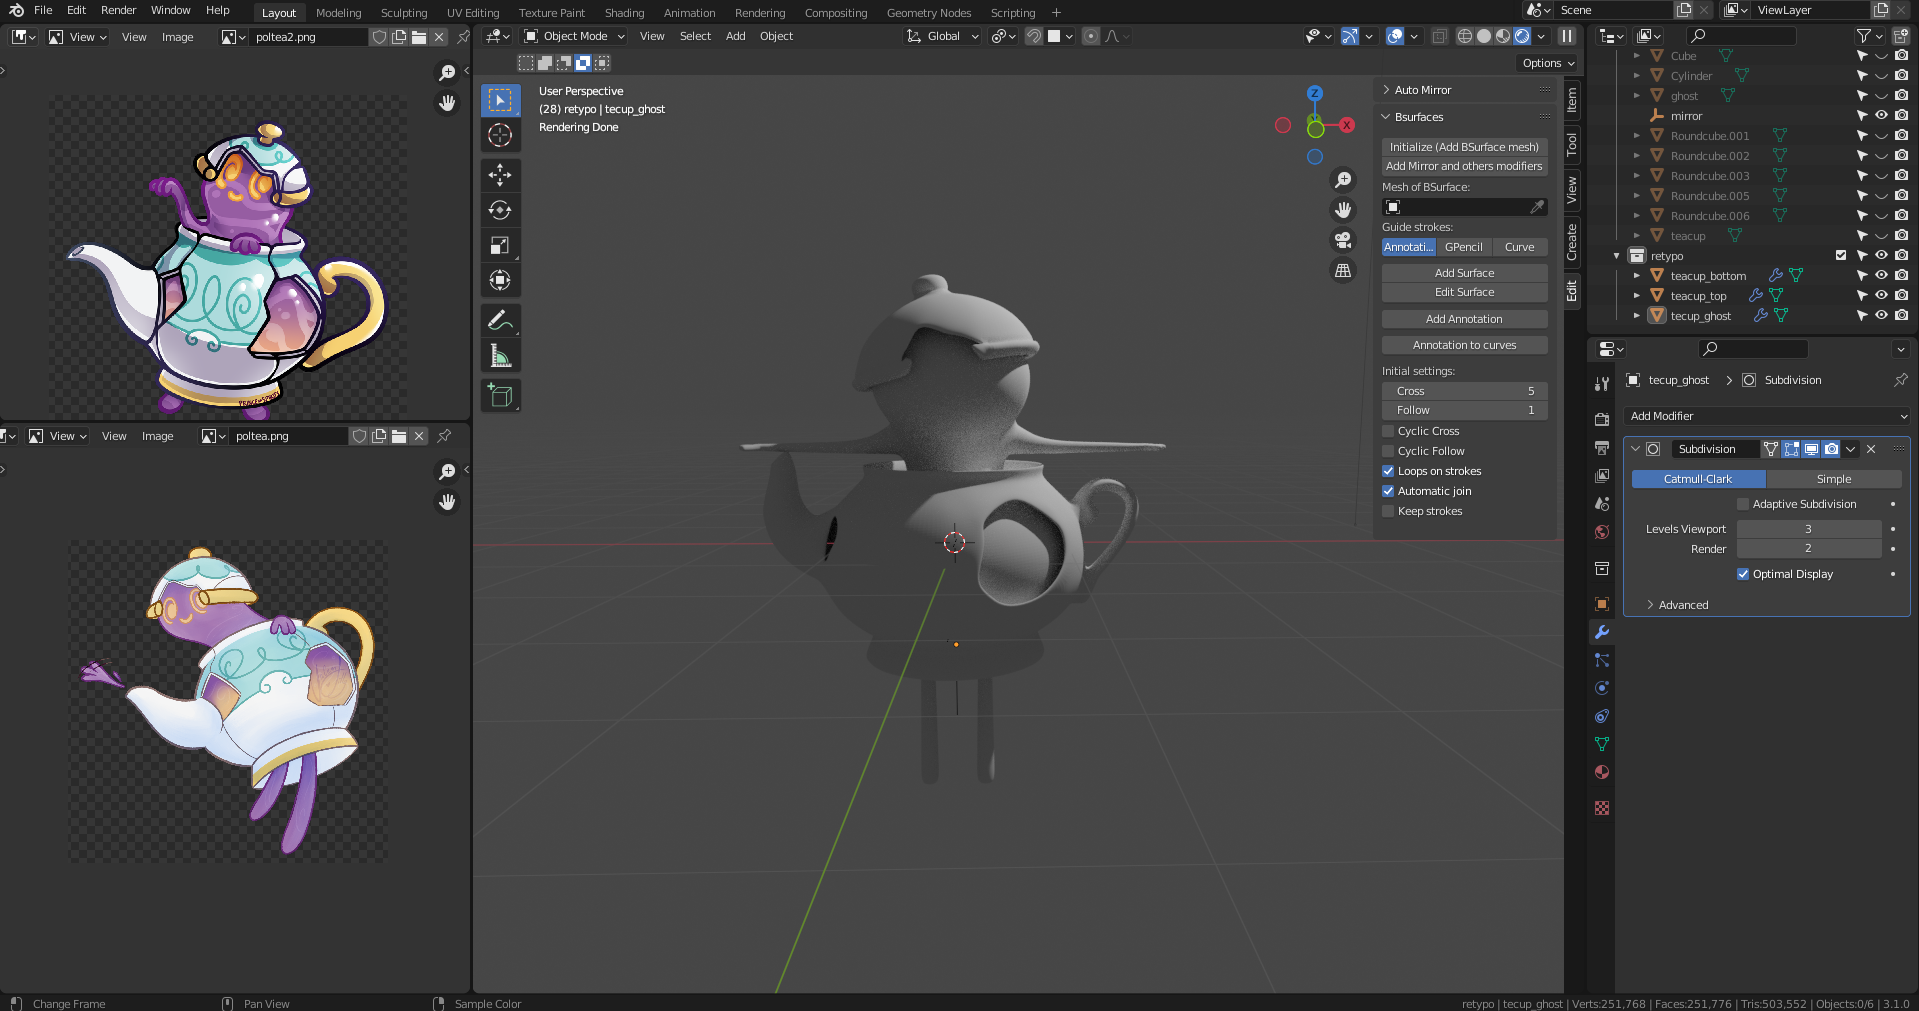 File Edit Render Window Help
Layout Modeling Sculpting UV Editing Texture Paint Shading Animation Rendering Compositing Geometry Nodes Scripting +
Scene
ViewLayer
View View Image poltea2.png
Object Mode View Select Add Object Global
Options
User Perspective
(28) retypo | tecup_ghost
Rendering Done
Z
X
Auto Mirror
Bsurfaces
Initialize (Add BSurface mesh)
Add Mirror and others modifiers
Mesh of BSurface:
Guide strokes:
Annotati... GPencil Curve
Add Surface
Edit Surface
Add Annotation
Annotation to curves
Initial settings:
Cross 5
Follow 1
Cyclic Cross
Cyclic Follow
Loops on strokes
Automatic join
Keep strokes
Item
Tool
View
Create
Edit
Cube
Cylinder
ghost
mirror
Roundcube.001
Roundcube.002
Roundcube.003
Roundcube.005
Roundcube.006
teacup
retypo
teacup_bottom
teacup_top
tecup_ghost
tecup_ghost > Subdivision
Add Modifier
Subdivision
Catmull-Clark Simple
Adaptive Subdivision
Levels Viewport 3
Render 2
Optimal Display
Advanced
View View Image poltea.png
Change Frame
Pan View
Sample Color
retypo | tecup_ghost | Verts:251,768 | Faces:251,776 | Tris:503,552 | Objects:0/6 | 3.1.0